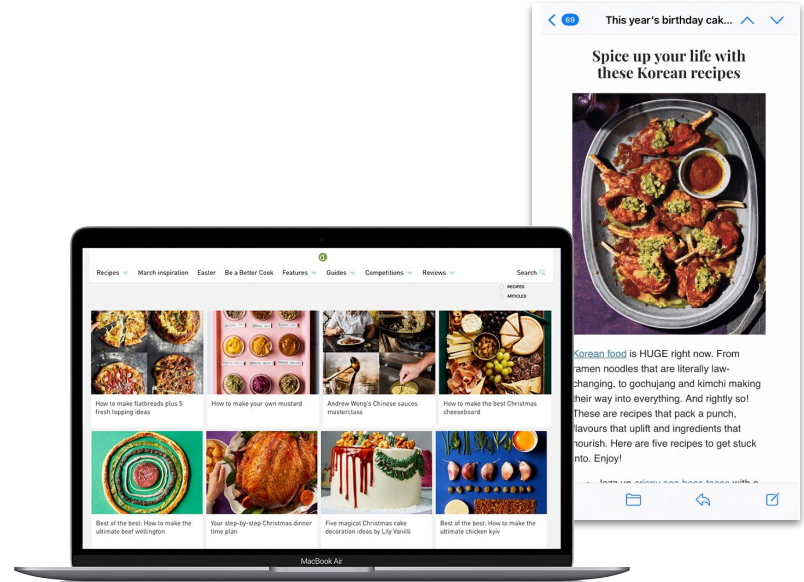 69
This year's birthday cak...
Spice up your life with
these Korean recipes
Korean food is HUGE right now. From
ramen noodles that are literally law-
changing, to gochujang and kimchi making
their way into everything. And rightly so!
These are recipes that pack a punch,
flavours that uplift and ingredients that
nourish. Here are five recipes to get stuck
into. Enjoy!
Jazz up crispy sea bass tacos with a
Recipes March inspiration Easter Be a Better Cook Features Guides Competitions Reviews Search
RECIPES
ARTICLES
How to make flatbreads plus 5
fresh topping ideas
How to make your own mustard
Andrew Wong's Chinese sauces
masterclass
How to make the best Christmas
cheeseboard
Best of the best: How to make the
ultimate beef wellington
Your step-by-step Christmas dinner
time plan
Five magical Christmas cake
decoration ideas by Lily Vanilli
Best of the best: How to make the
ultimate chicken kyiv
MacBook Air